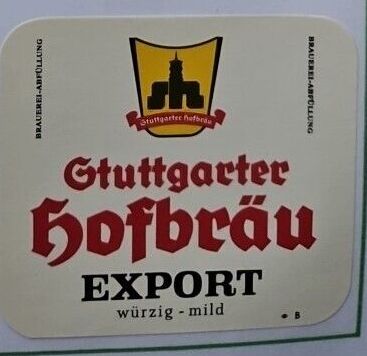 BRAUEREI-ABFÜLLUNG
BRAUEREI-ABFÜLLUNG
Stuttgarter Hofbräu
Stuttgarter
Hofbräu
EXPORT
würzig - mild
B